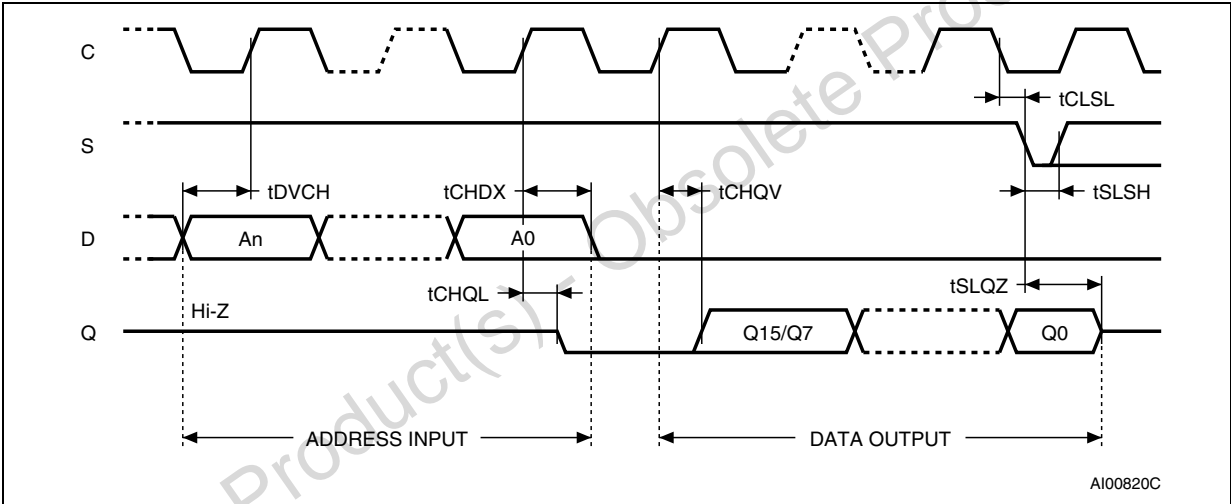 C
tCLSL
S
tDVCH tCHDX tCHQV tSLSH
D An A0
tSLQZ
tCHQL
Hi-Z
Q Q15/Q7 Q0
ADDRESS INPUT DATA OUTPUT
AI00820C
Product(s) - Obsolete